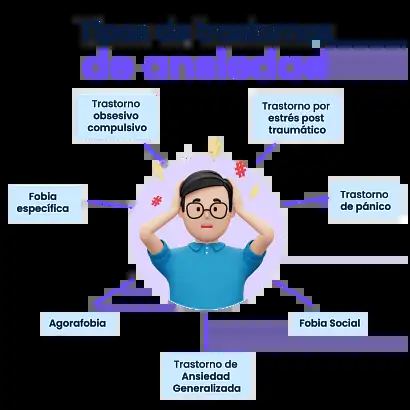 Tipos de trastornos
de ansiedad
Trastorno
obsesivo
compulsivo
Trastorno por
estrés post
traumático
Fobia
específica
Trastorno
de pánico
Agorafobia
Fobia Social
Trastorno de
Ansiedad
Generalizada